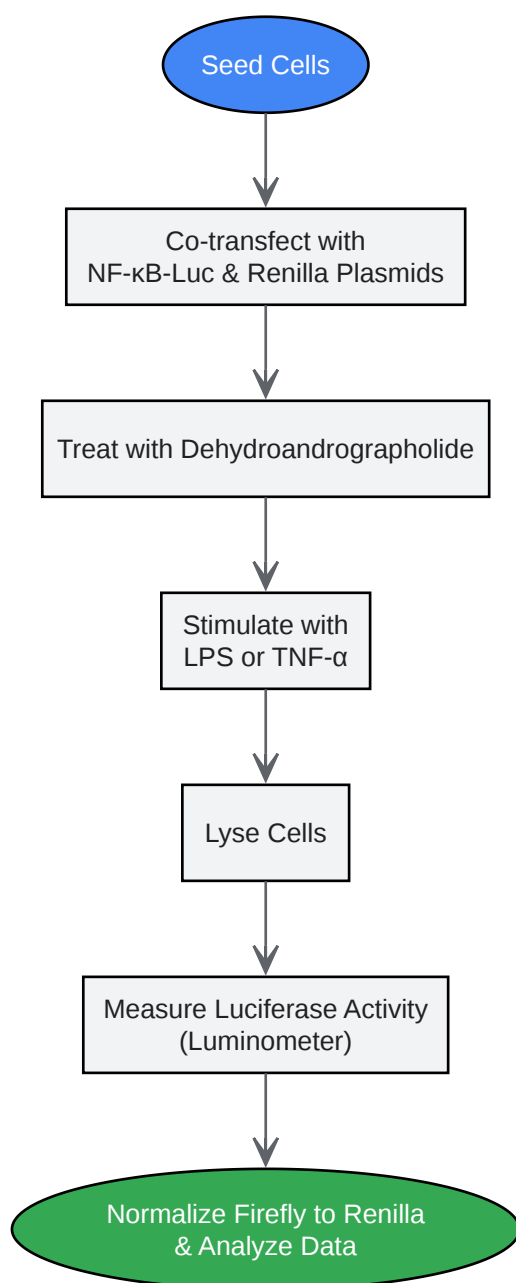 Seed Cells
Co-transfect with
NF-κB-Luc & Renilla Plasmids
Treat with Dehydroandrographolide
Stimulate with
LPS or TNF-α
Lyse Cells
Measure Luciferase Activity
(Luminometer)
Normalize Firefly to Renilla
& Analyze Data